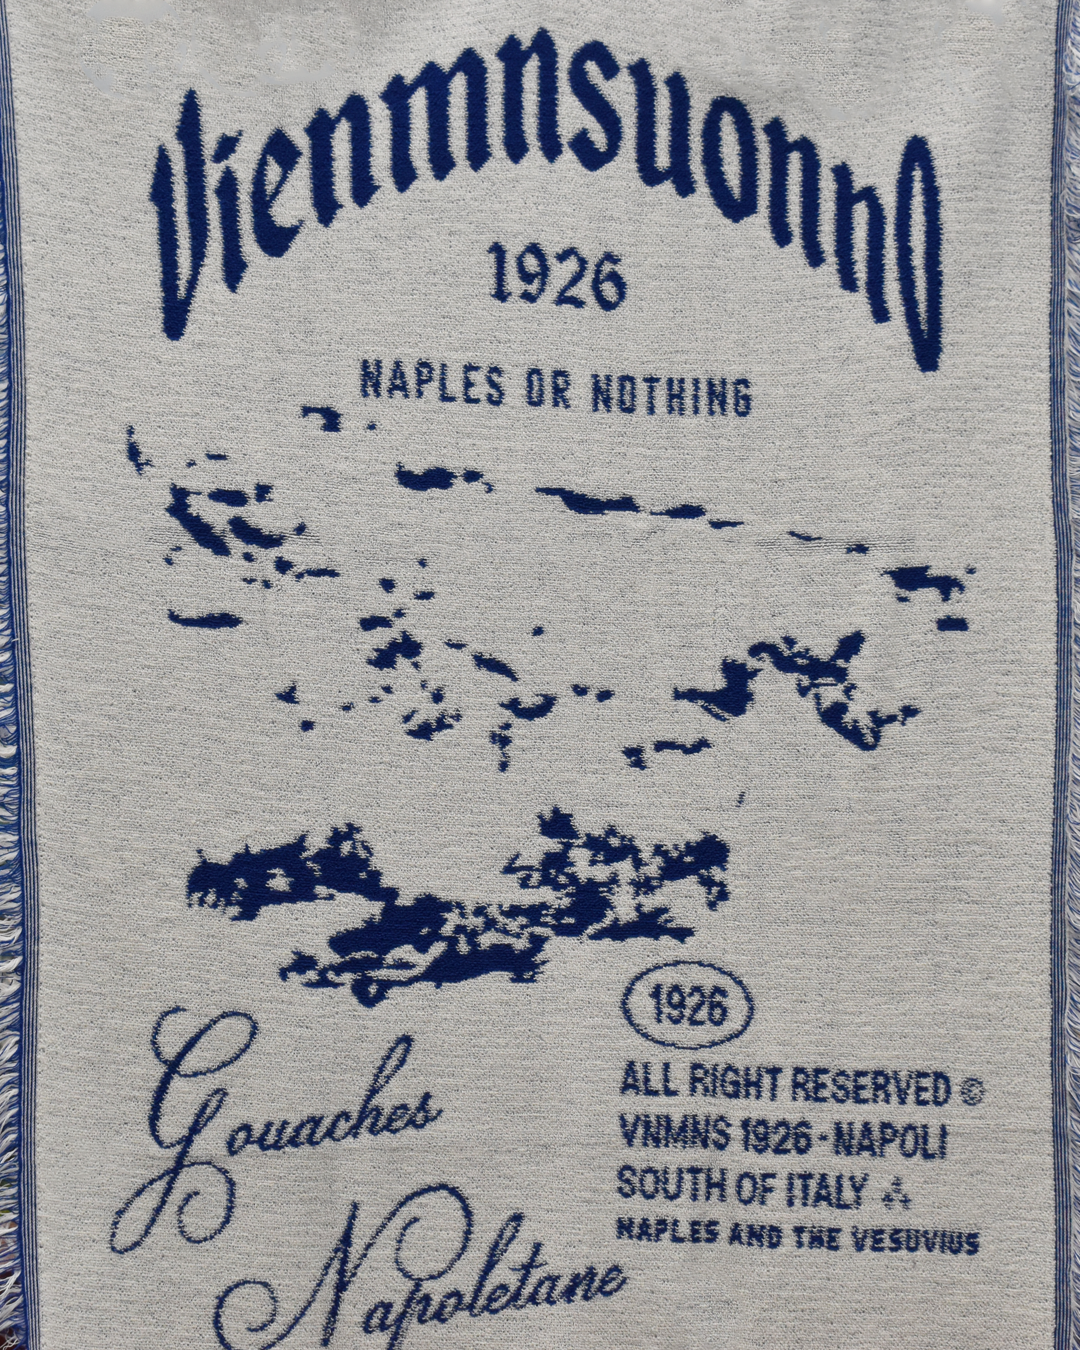 Vienmnsuonno
1926
NAPLES OR NOTHING
1926
ALL RIGHT RESERVED ©
VNMNS 1926 - NAPOLI
SOUTH OF ITALY ஃ
NAPLES AND THE VESUVIUS
Gouaches
Napoletane